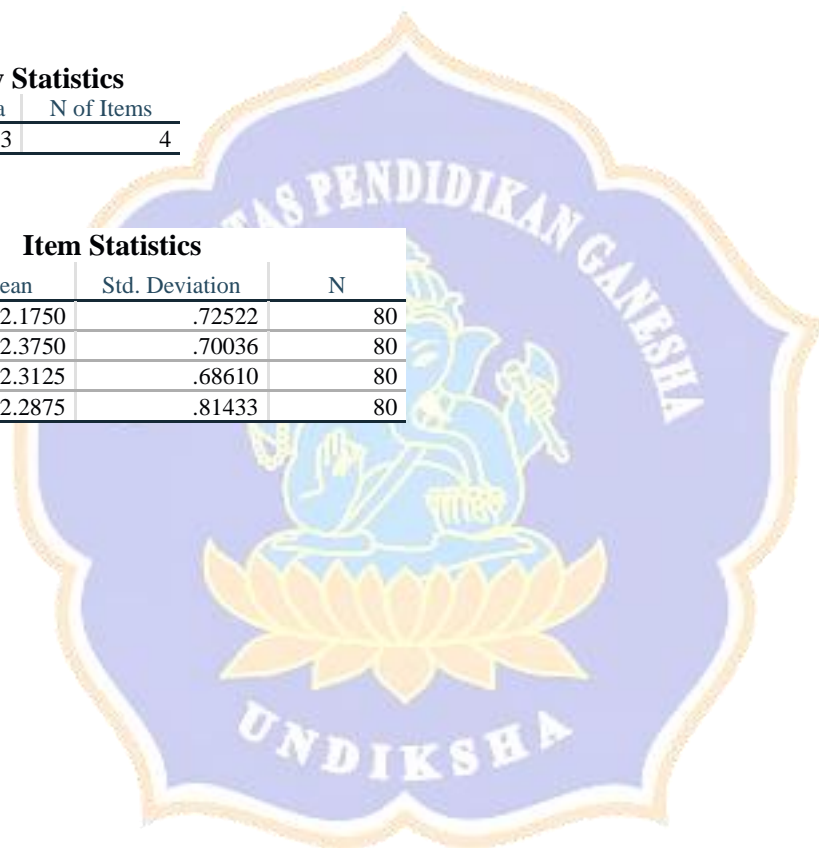 Statistics
N of Items
3 4
Item Statistics
Std. Deviation N
2.1750 .72522 80
2.3750 .70036 80
2.3125 .68610 80
2.2875 .81433 80
PENDIDIKAN GANESHA
UNDIKSHA